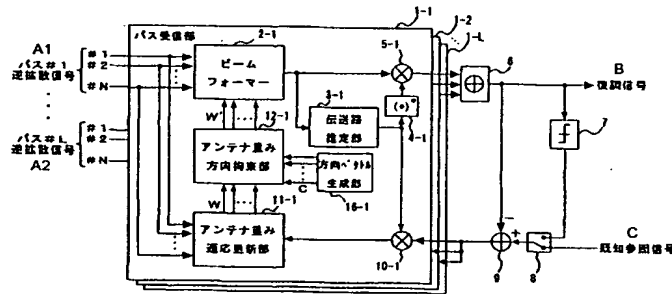 1-1
1-2
1-L
パス受信部
2-1
A1
パス#1
逆拡散信号
#1
#2
#N
ビーム
フォーマー
5-1
6
B
復調信号
3-1
伝送路
推定部
(•)*
4-1
7
W'
12-1
パス#L
逆拡散信号
A2
#1
#2
#N
アンテナ重み
方向拘束部
方向ベクトル
生成部
C
16-1
W
11-1
アンテナ重み
適応更新部
10-1
−
+
9
8
C
既知参照信号